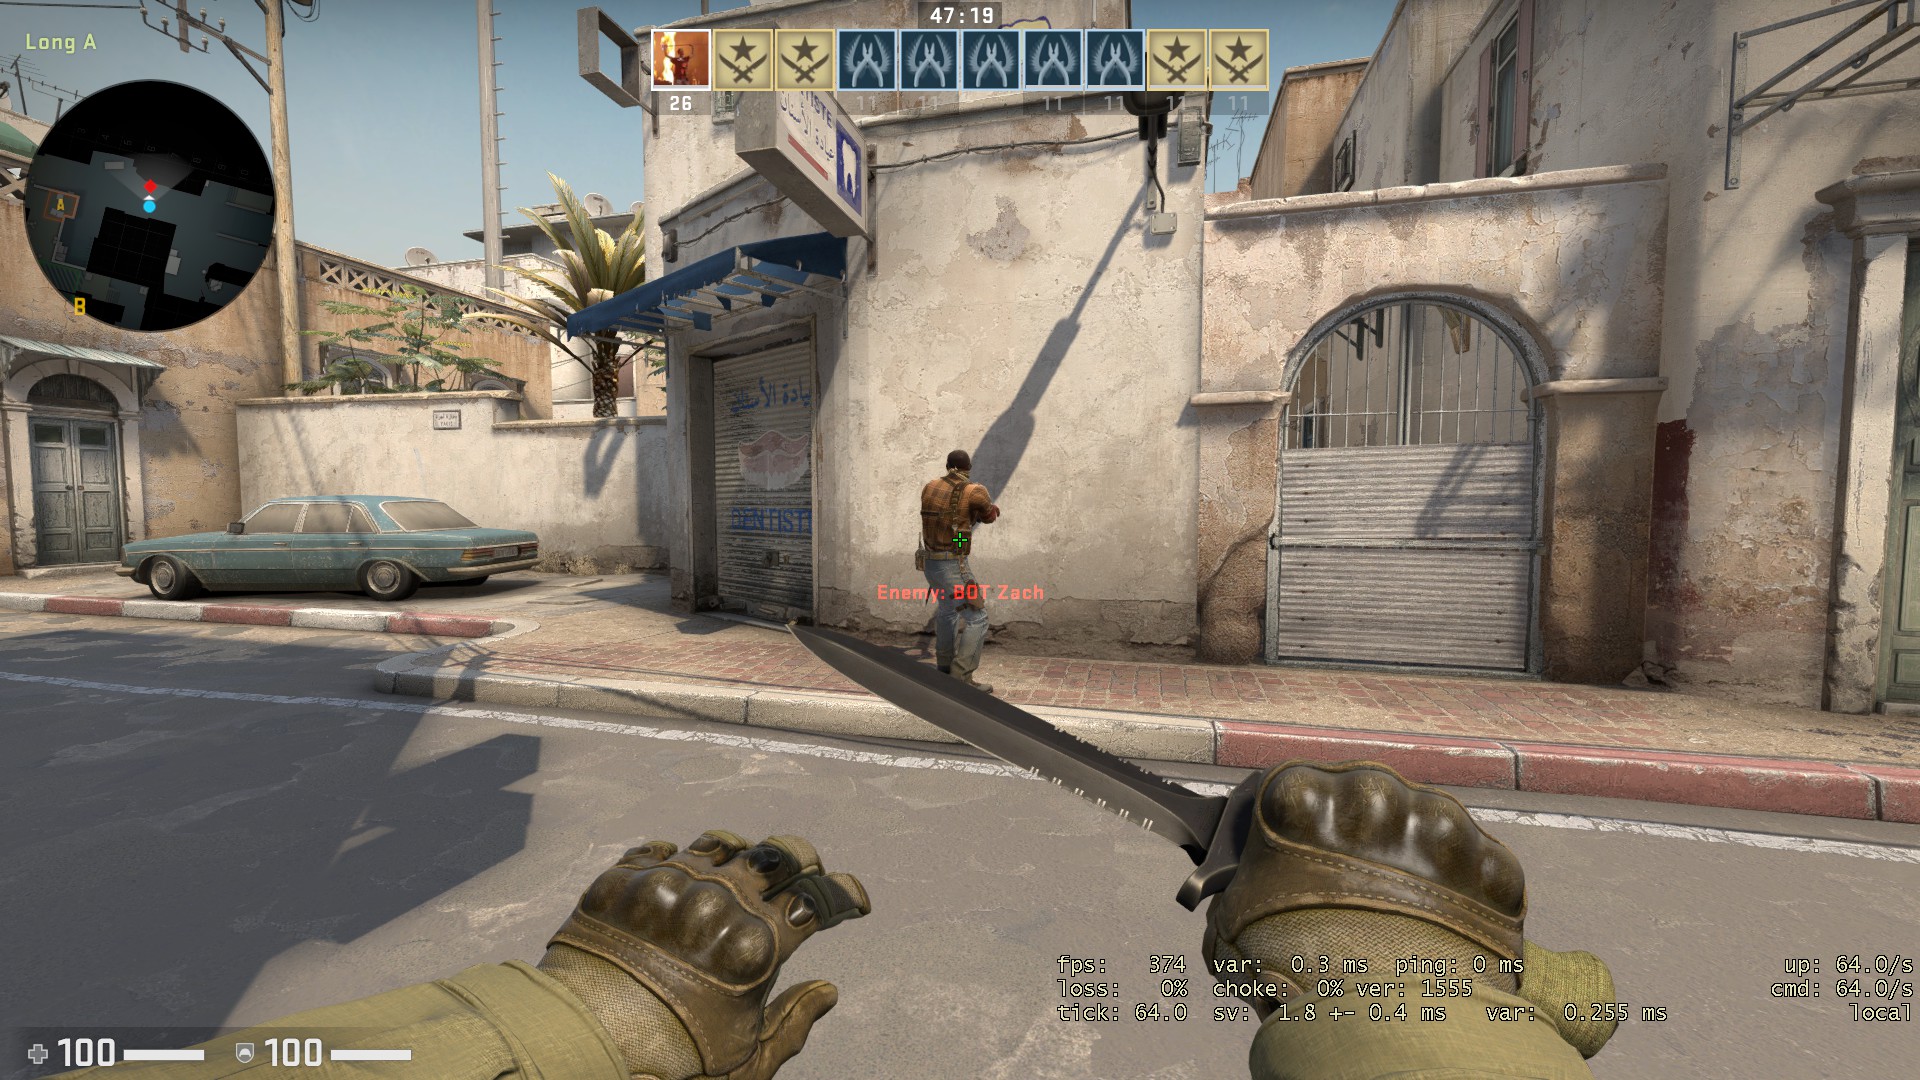 47:19
Long A
26
11 11 11 11 11 11
A
B
DENTISTE
Enemy: BOT Zach
fps: 374 var: 0.3 ms ping: 0 ms up: 64.0/s
loss: 0% choke: 0% ver: 1555 cmd: 64.0/s
tick: 64.0 sv: 1.8 +- 0.4 ms var: 0.255 ms local
100 100